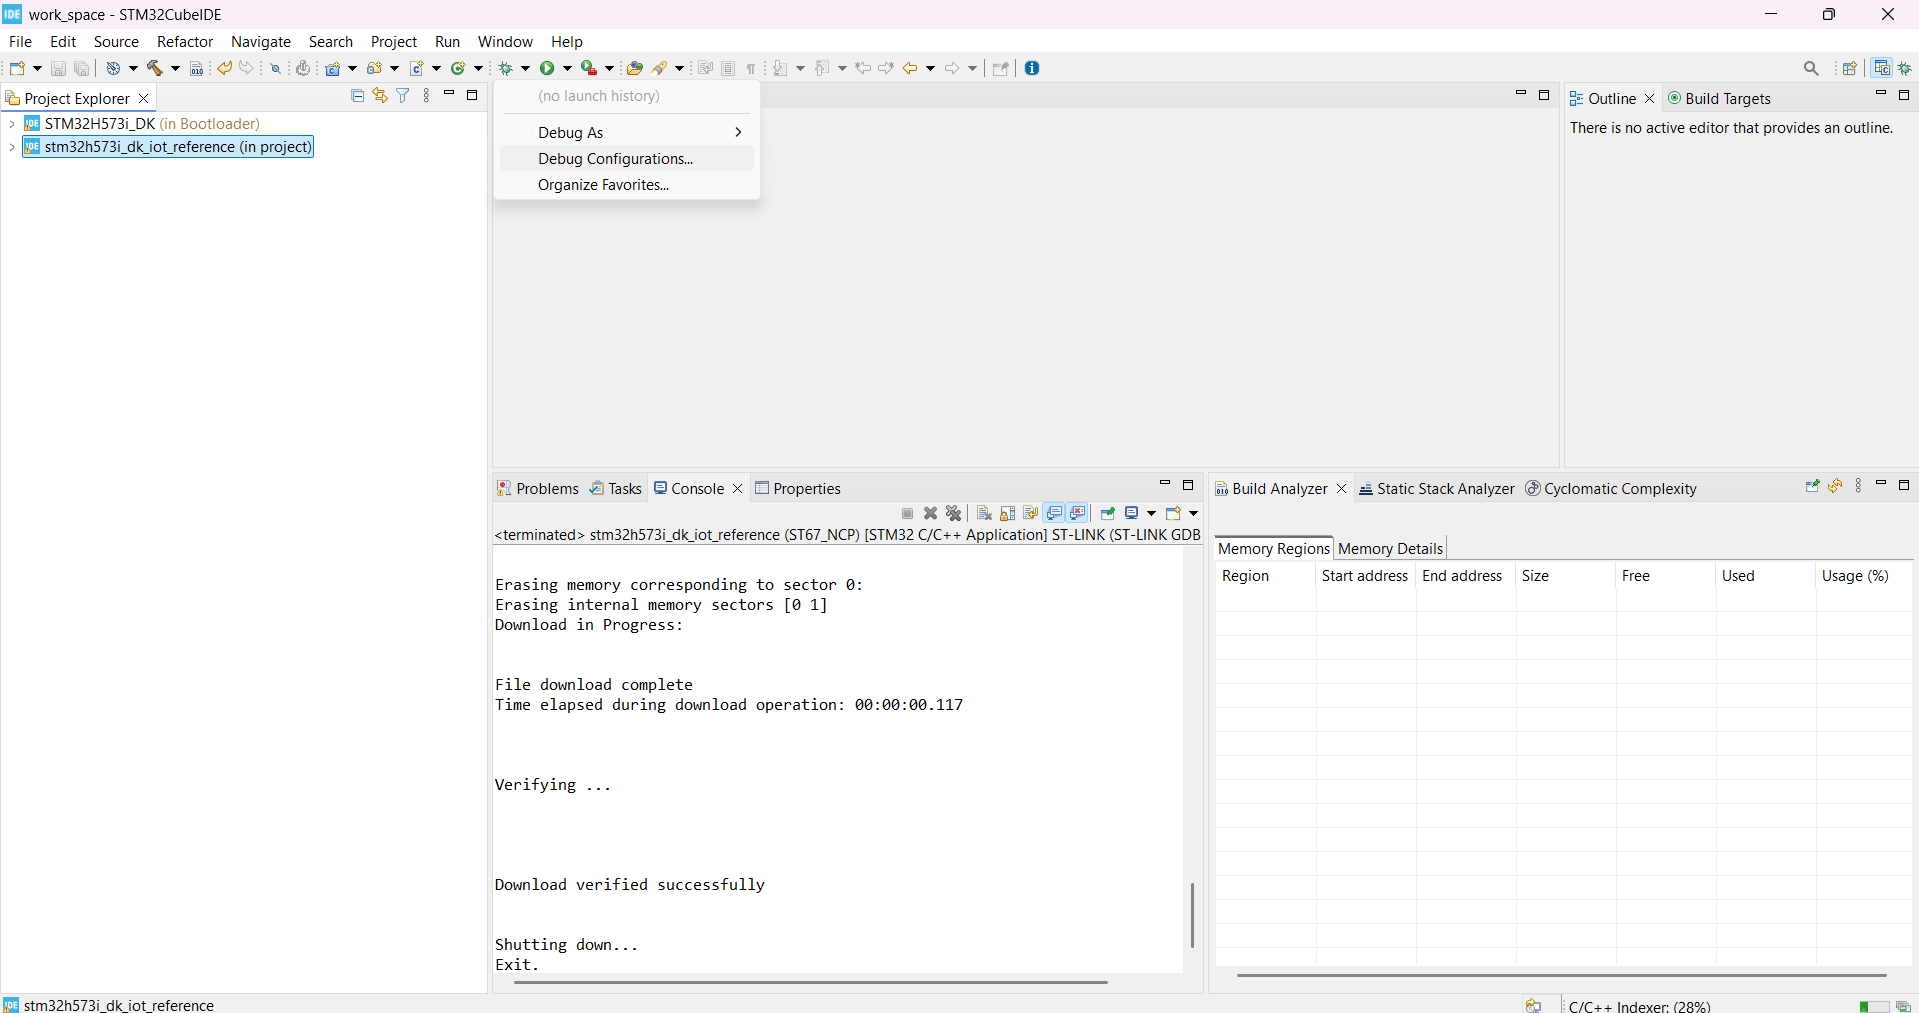 IDE work_space - STM32CubeIDE
File Edit Source Refactor Navigate Search Project Run Window Help
Project Explorer
STM32H573i_DK (in Bootloader)
stm32h573i_dk_iot_reference (in project)
(no launch history)
Debug As
Debug Configurations...
Organize Favorites...
Outline Build Targets
There is no active editor that provides an outline.
Problems Tasks Console Properties
<terminated> stm32h573i_dk_iot_reference (ST67_NCP) [STM32 C/C++ Application] ST-LINK (ST-LINK GDB
Erasing memory corresponding to sector 0:
Erasing internal memory sectors [0 1]
Download in Progress:
File download complete
Time elapsed during download operation: 00:00:00.117
Verifying ...
Download verified successfully
Shutting down...
Exit.
Build Analyzer Static Stack Analyzer Cyclomatic Complexity
Memory Regions Memory Details
Region Start address End address Size Free Used Usage (%)
IDE stm32h573i_dk_iot_reference
C/C++ Indexer: (28%)